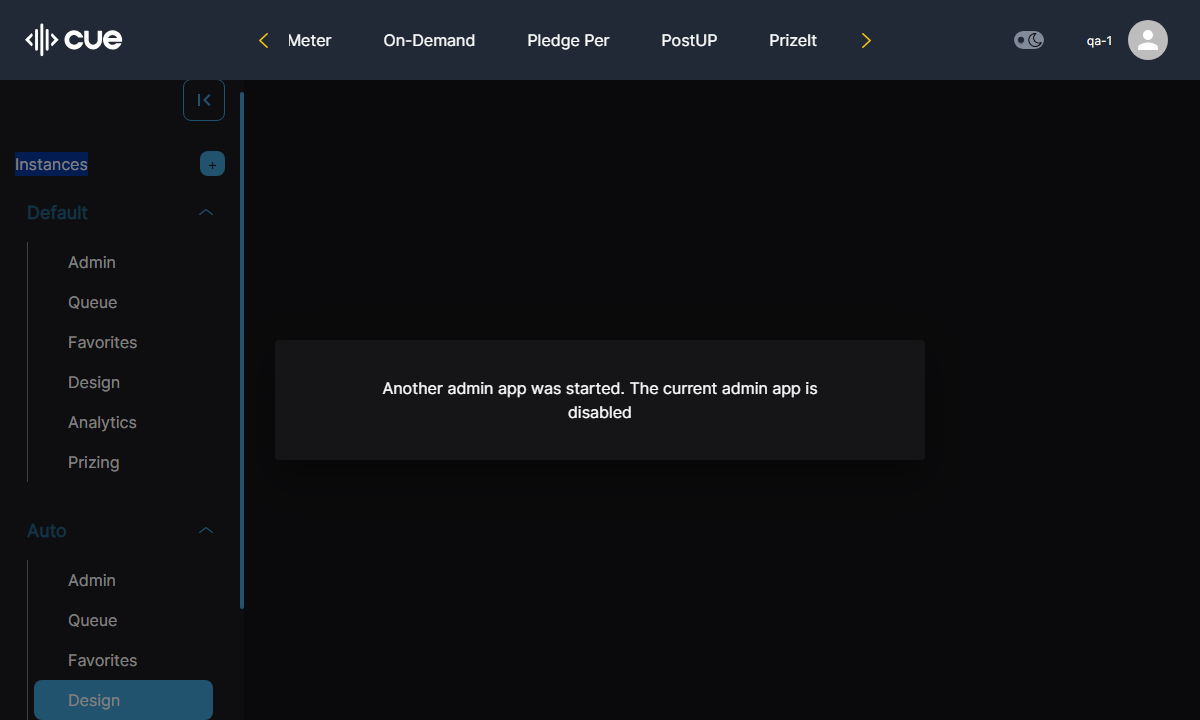 cue
Meter
On-Demand
Pledge Per
PostUP
PrizeIt
qa-1
Instances
+
Default
Admin
Queue
Favorites
Design
Analytics
Prizing
Auto
Admin
Queue
Favorites
Design
Another admin app was started. The current admin app is
disabled